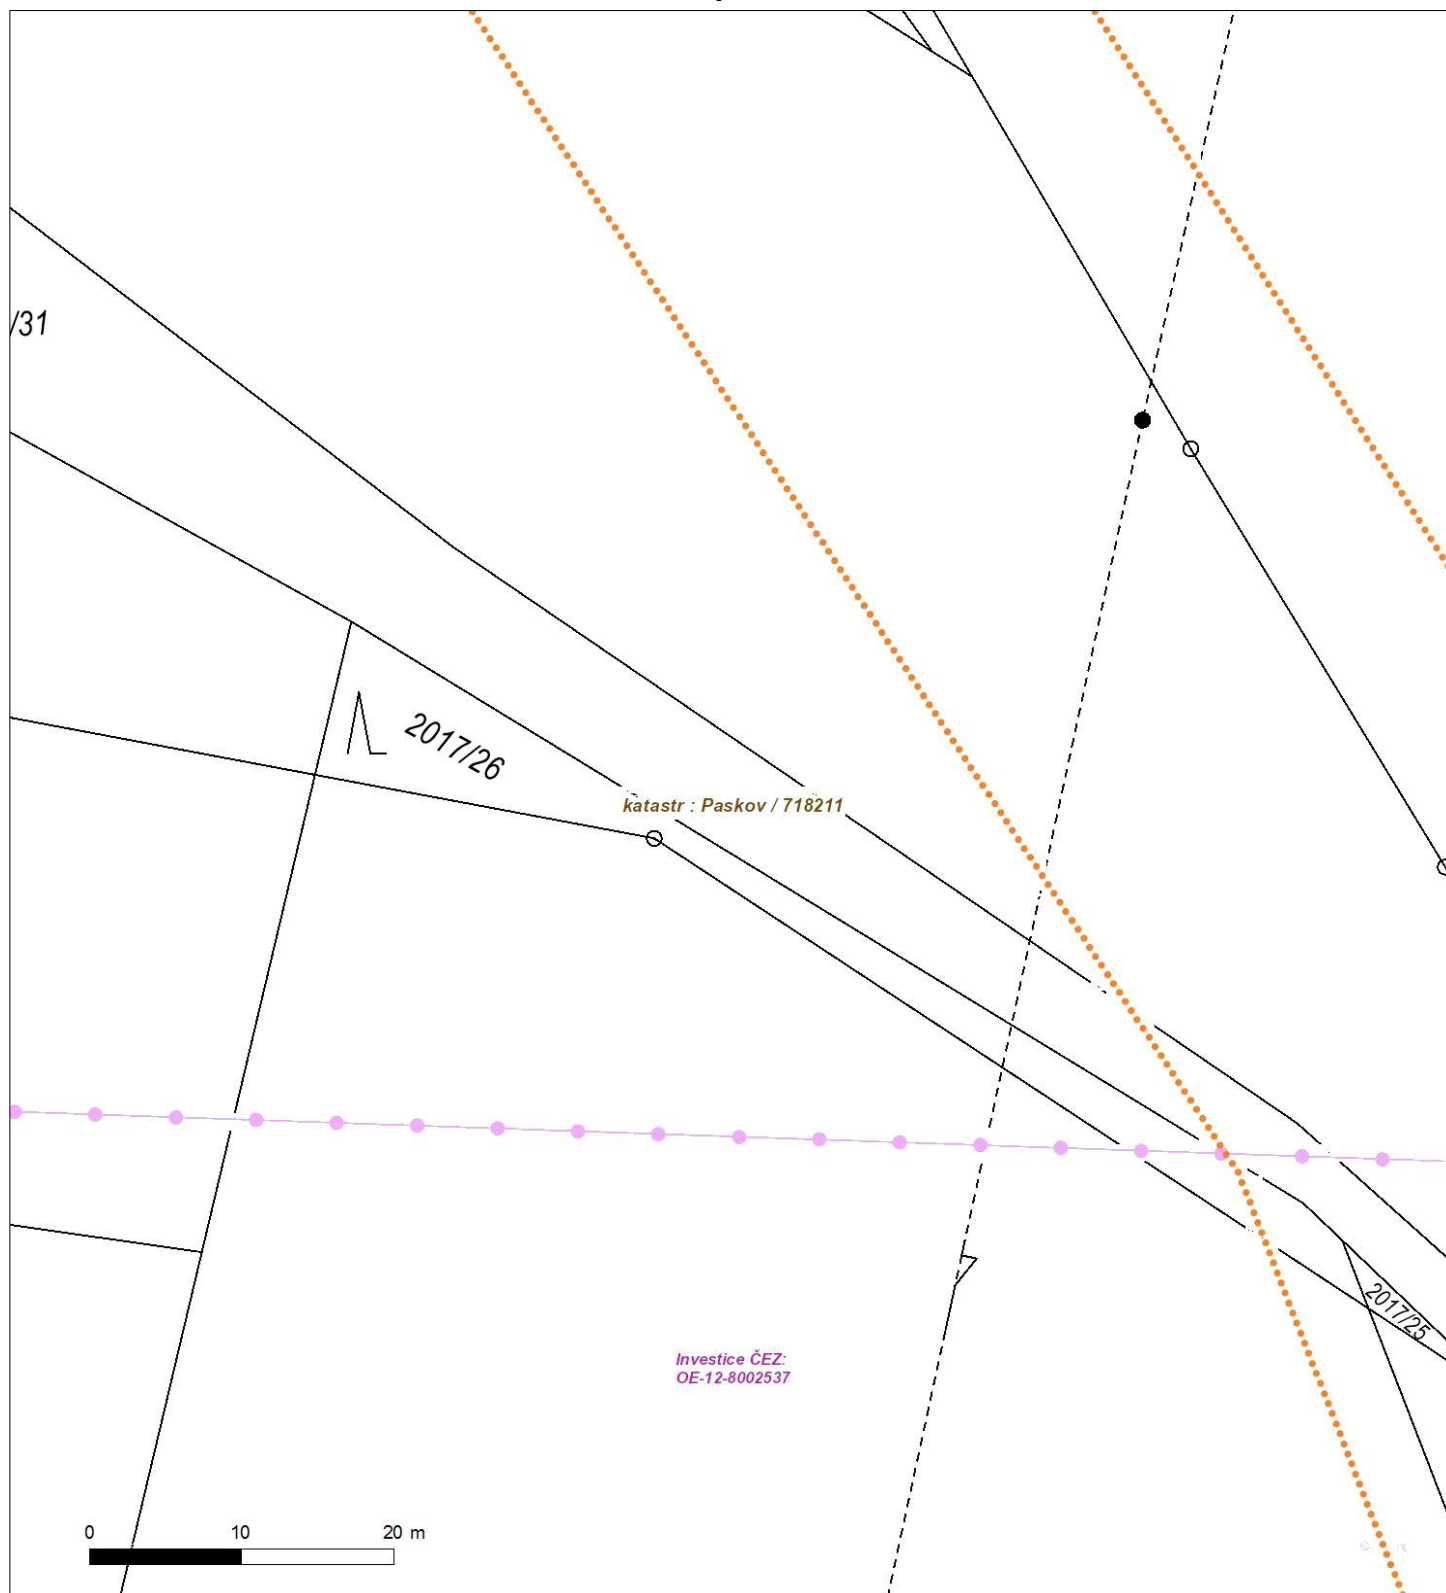 /31
2017/26
katastr : Paskov / 718211
2017/25
Investice ČEZ:
OE-12-8002537
0 10 20 m